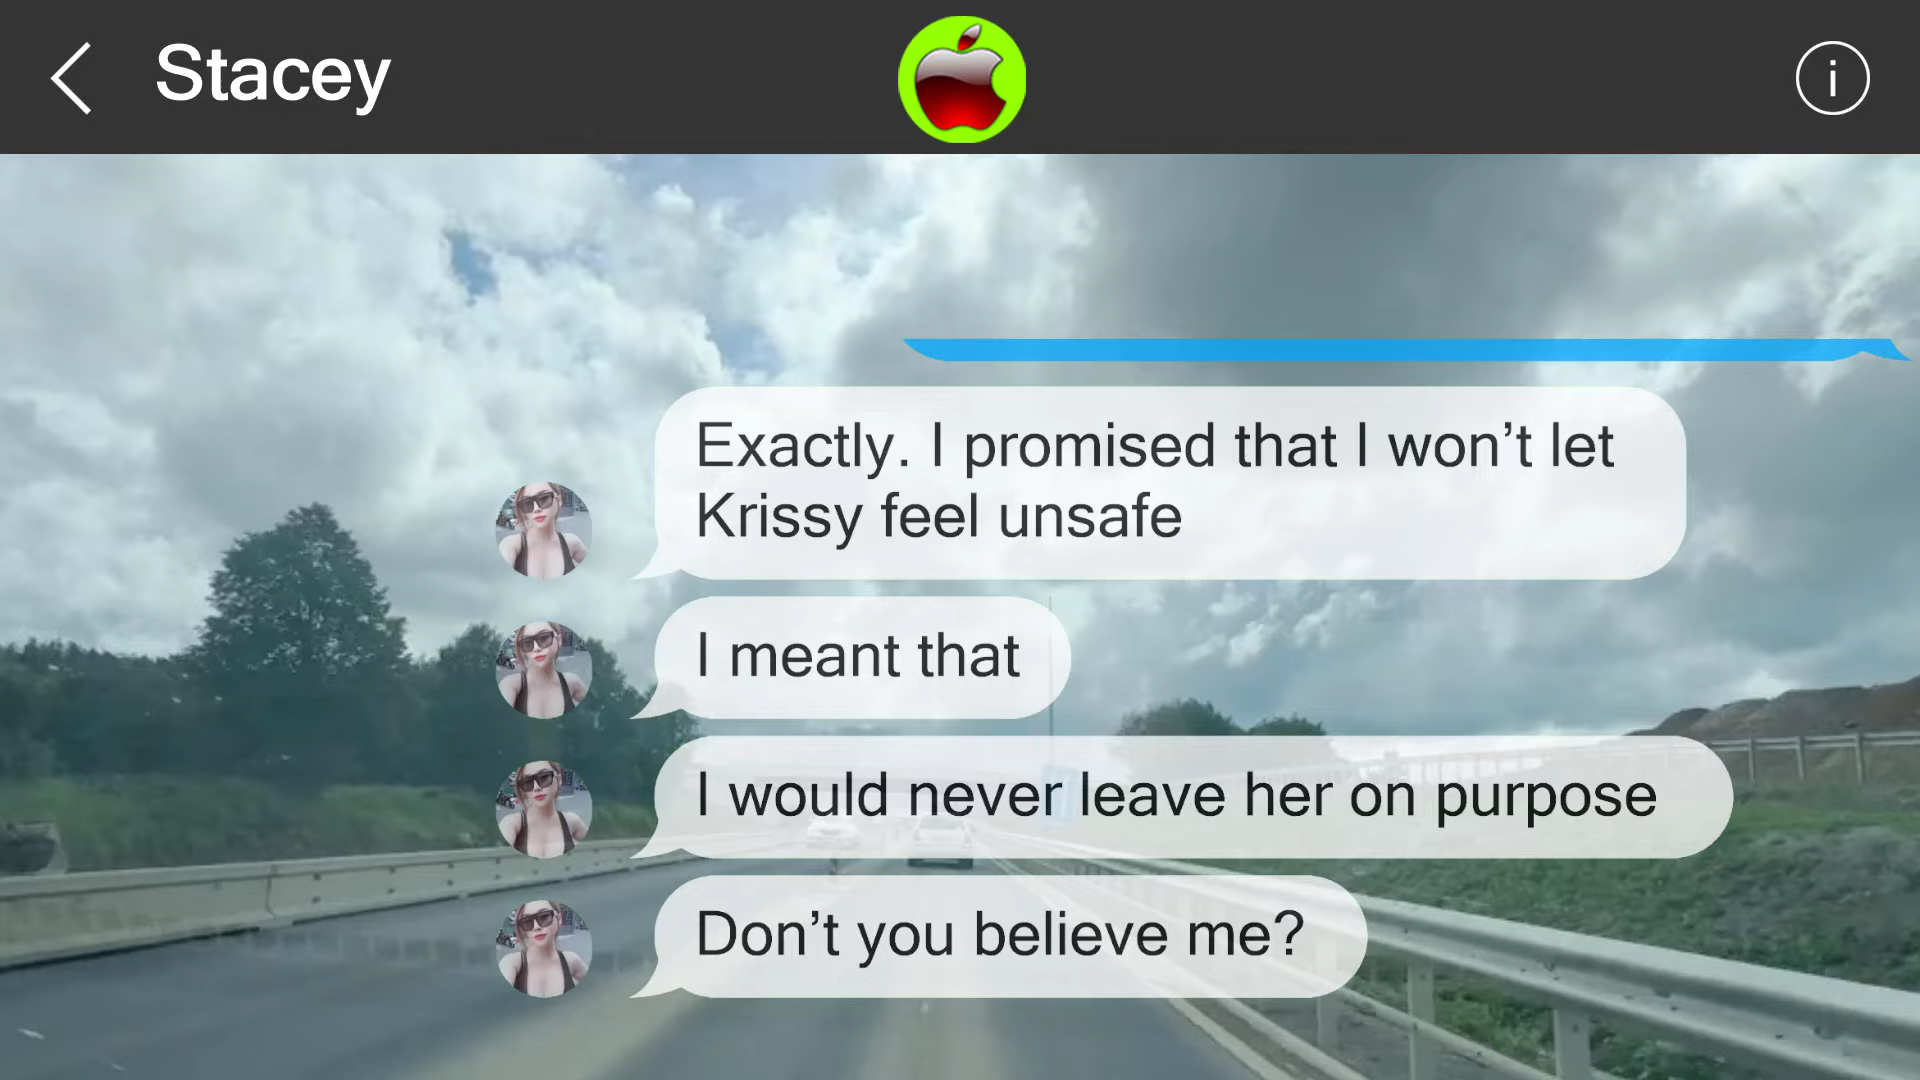 Stacey
i
Exactly. I promised that I won’t let
Krissy feel unsafe
I meant that
I would never leave her on purpose
Don’t you believe me?